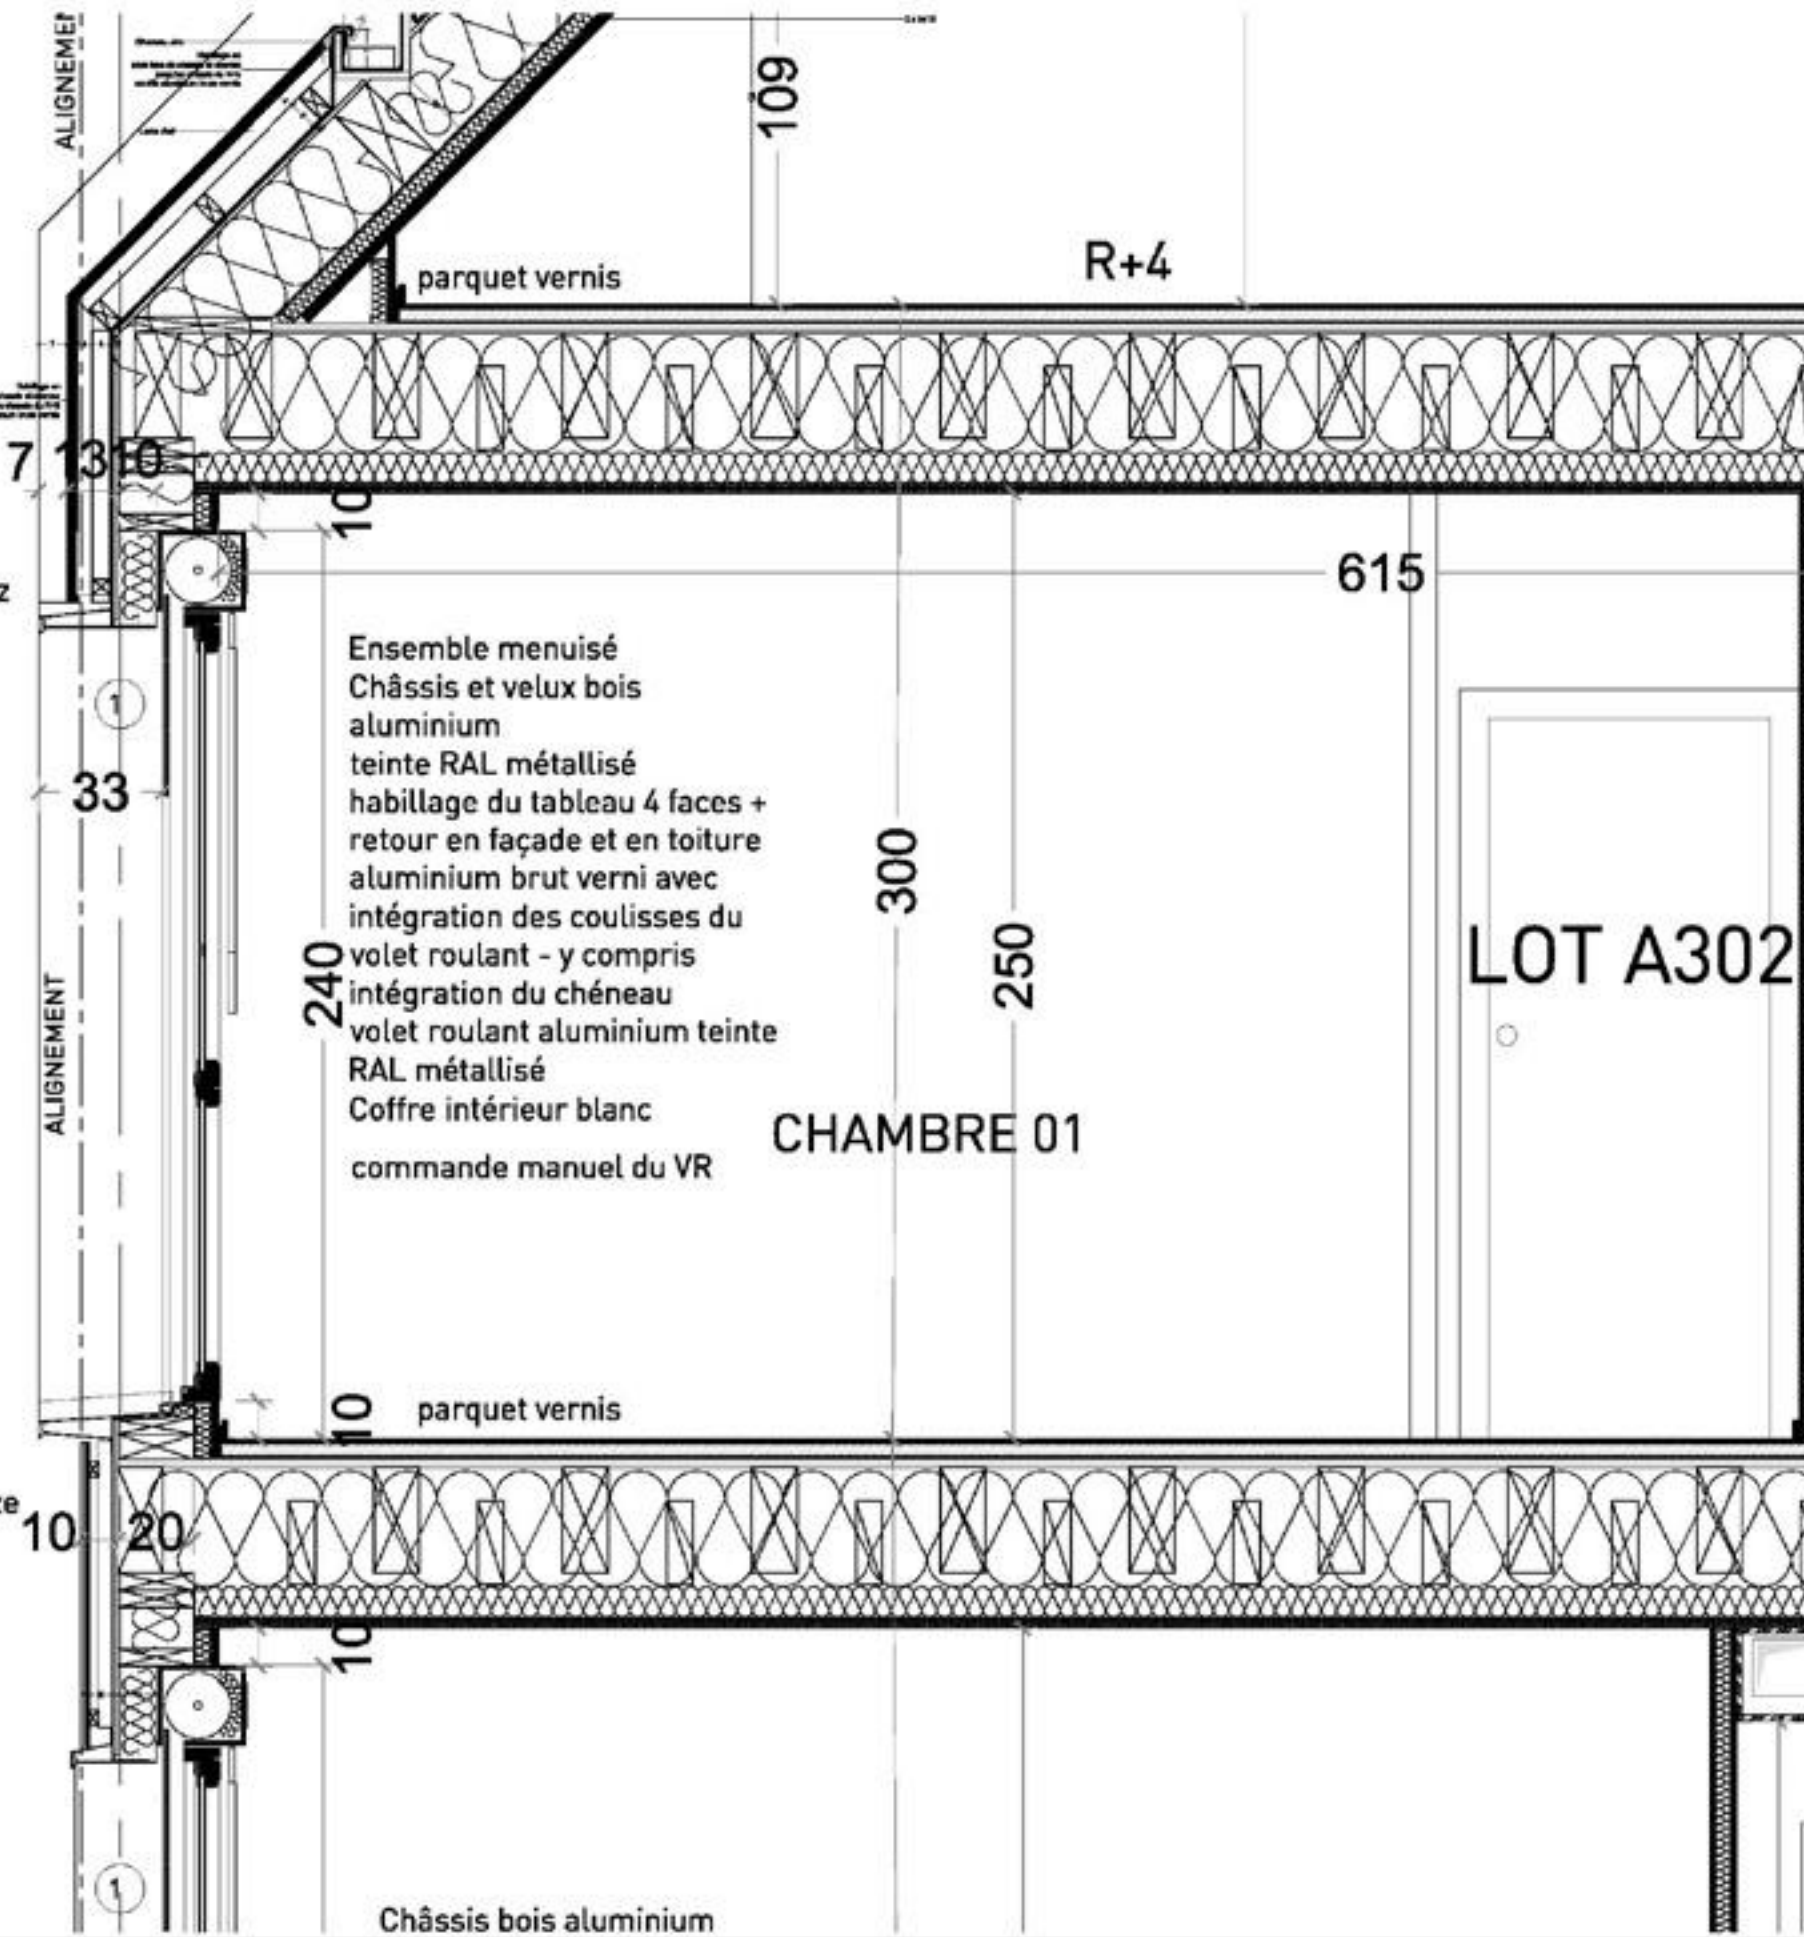 ALIGNEMEN
109
R+4
parquet vernis
7
13
10
10
615
Ensemble menuisé
Châssis et velux bois
aluminium
teinte RAL métallisé
habillage du tableau 4 faces +
retour en façade et en toiture
aluminium brut verni avec
intégration des coulisses du
volet roulant - y compris
intégration du chéneau
volet roulant aluminium teinte
RAL métallisé
Coffre intérieur blanc
commande manuel du VR
1
33
240
300
250
LOT A302
ALIGNEMENT
CHAMBRE 01
10
parquet vernis
10
20
10
1
Châssis bois aluminium